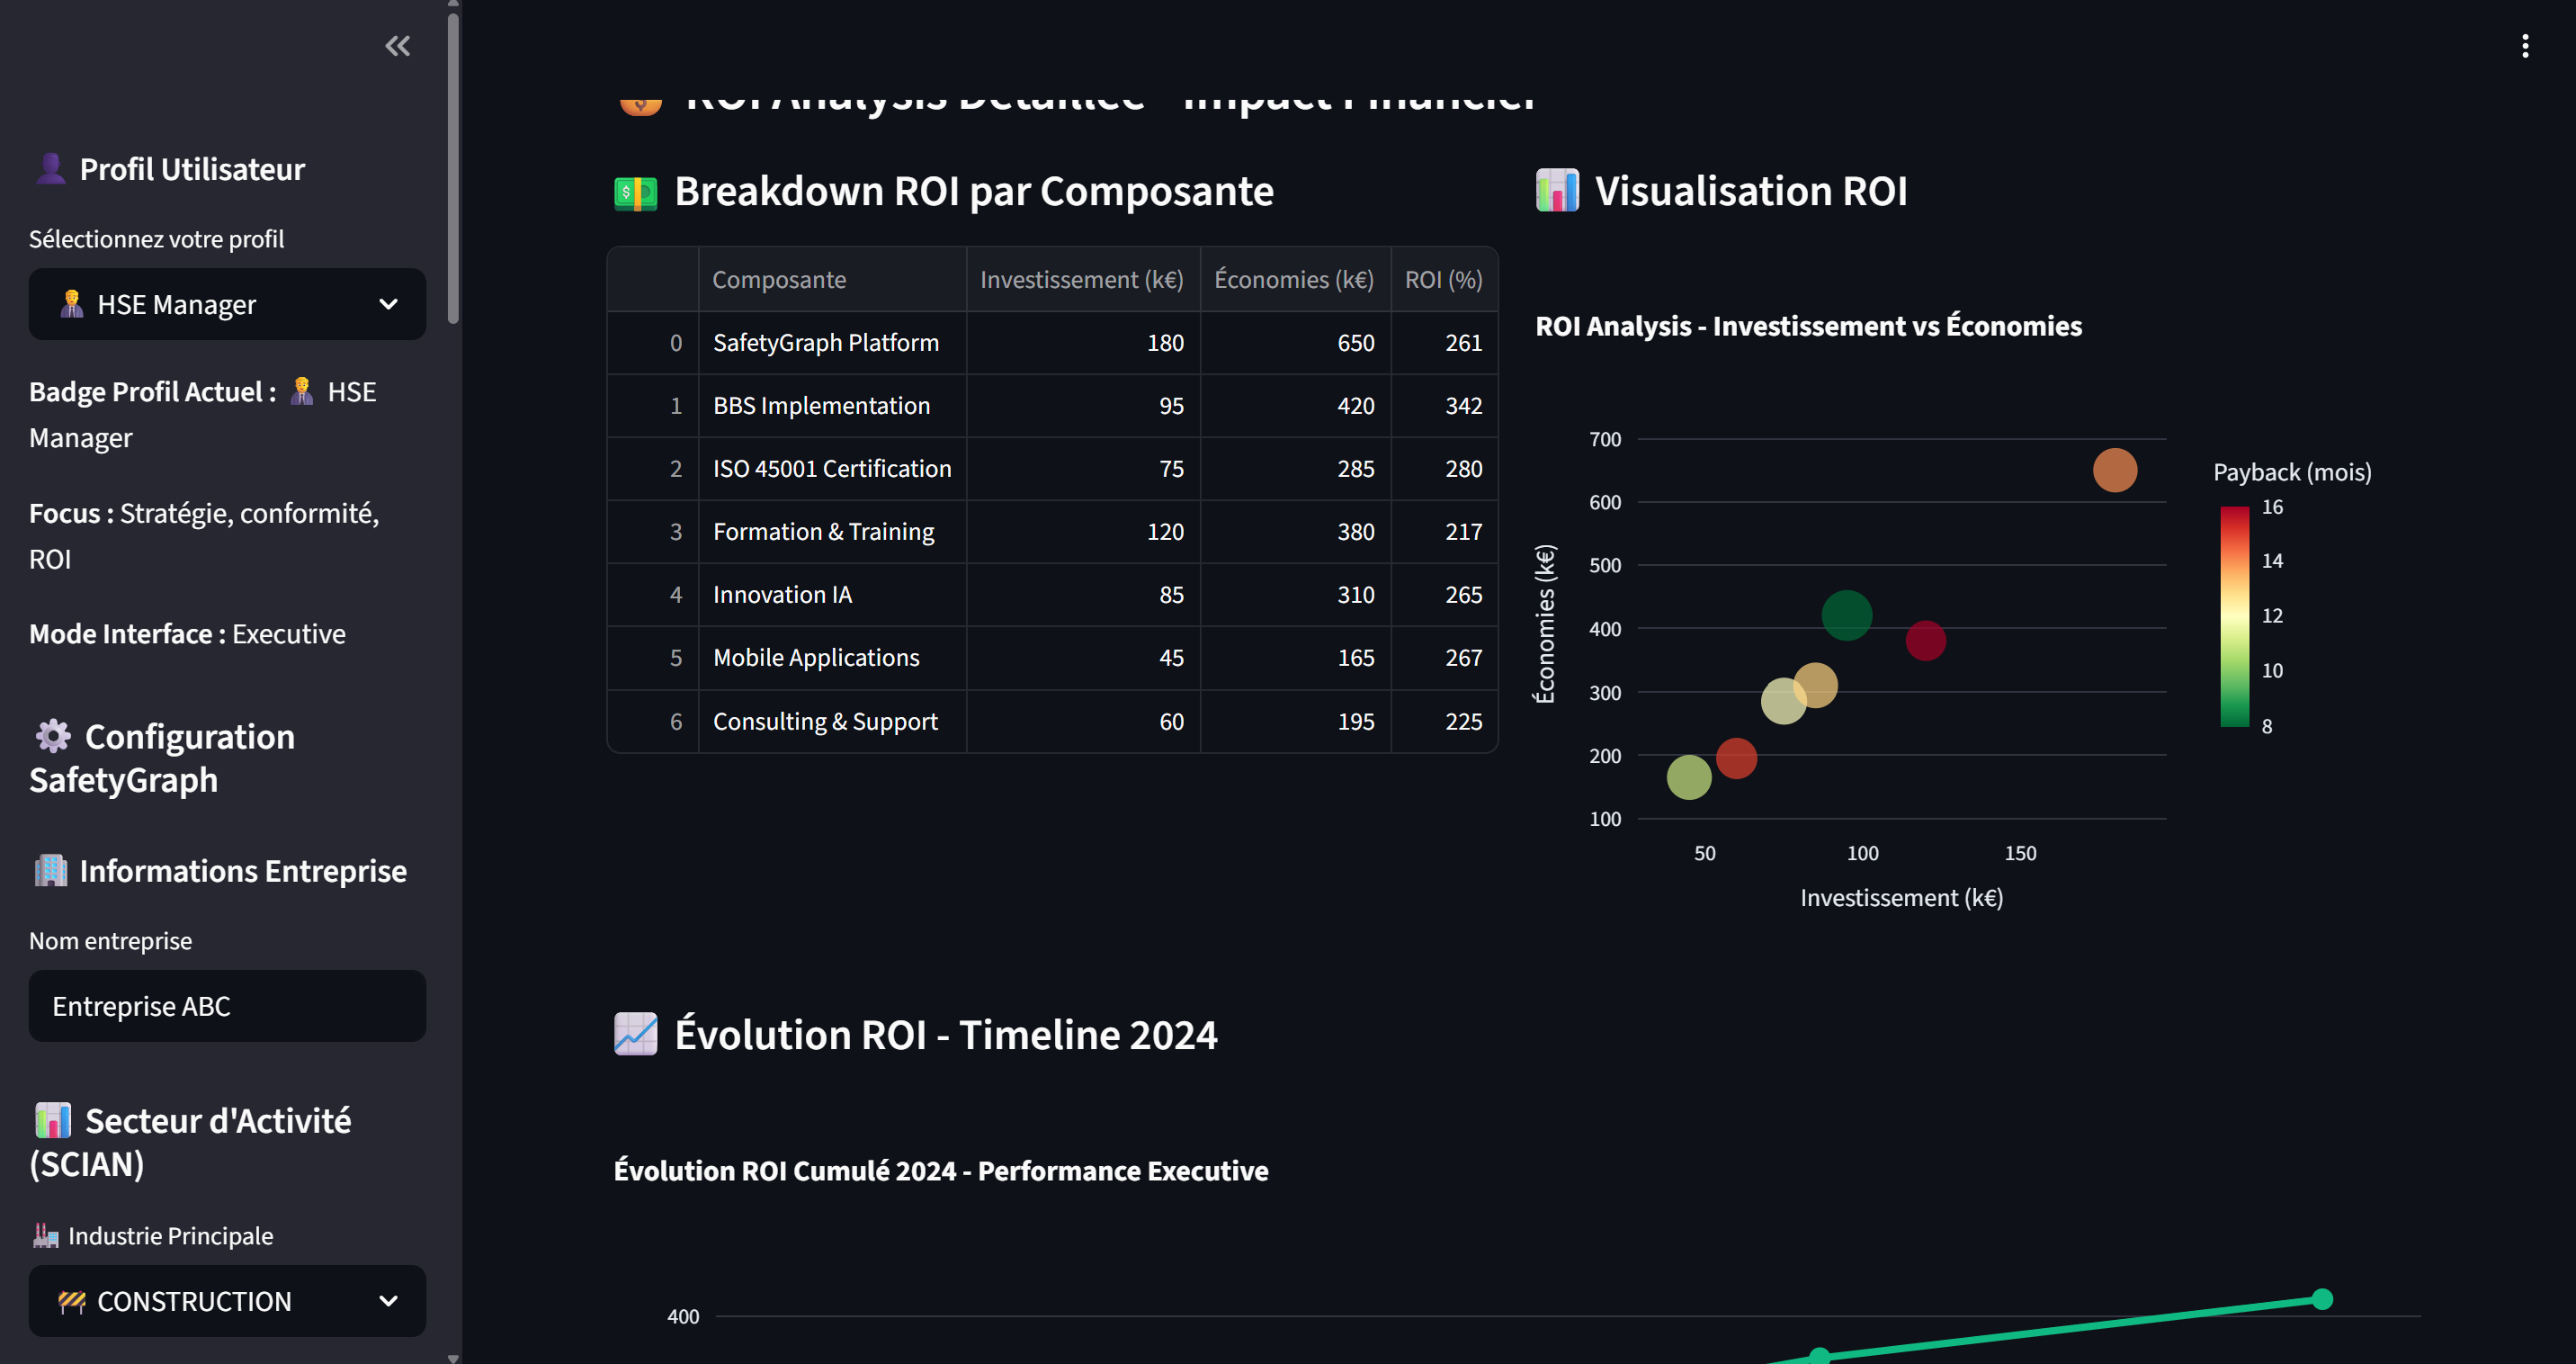 Profil Utilisateur
Sélectionnez votre profil
HSE Manager
Badge Profil Actuel : HSE
Manager
Focus : Stratégie, conformité,
ROI
Mode Interface : Executive
Configuration
SafetyGraph
Informations Entreprise
Nom entreprise
Entreprise ABC
Secteur d'Activité
(SCIAN)
Industrie Principale
CONSTRUCTION
ROI Analysis Détaillée - Impact Financier
Breakdown ROI par Composante
Composante Investissement (k€) Économies (k€) ROI (%)
0 SafetyGraph Platform 180 650 261
1 BBS Implementation 95 420 342
2 ISO 45001 Certification 75 285 280
3 Formation & Training 120 380 217
4 Innovation IA 85 310 265
5 Mobile Applications 45 165 267
6 Consulting & Support 60 195 225
Visualisation ROI
ROI Analysis - Investissement vs Économies
700
600
500
400
300
200
100
Économies (k€)
50 100 150
Investissement (k€)
Payback (mois)
16
14
12
10
8
Évolution ROI - Timeline 2024
Évolution ROI Cumulé 2024 - Performance Executive
400